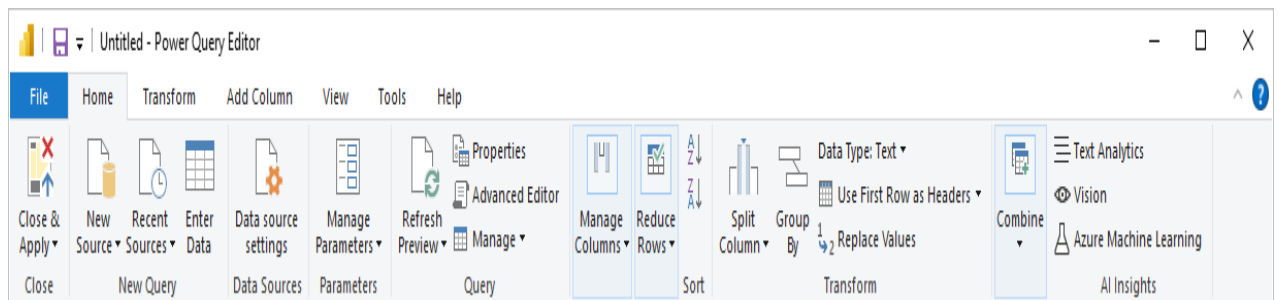 Untitled - Power Query Editor
File Home Transform Add Column View Tools Help
Close & Apply
New Source
Recent Sources
Enter Data
Data source settings
Manage Parameters
Refresh Preview
Properties
Advanced Editor
Manage
Manage Columns
Reduce Rows
A Z
Z A
Split Column
Group By
Data Type: Text
Use First Row as Headers
1 2 Replace Values
Combine
Text Analytics
Vision
Azure Machine Learning
Close New Query Data Sources Parameters Query Sort Transform AI Insights